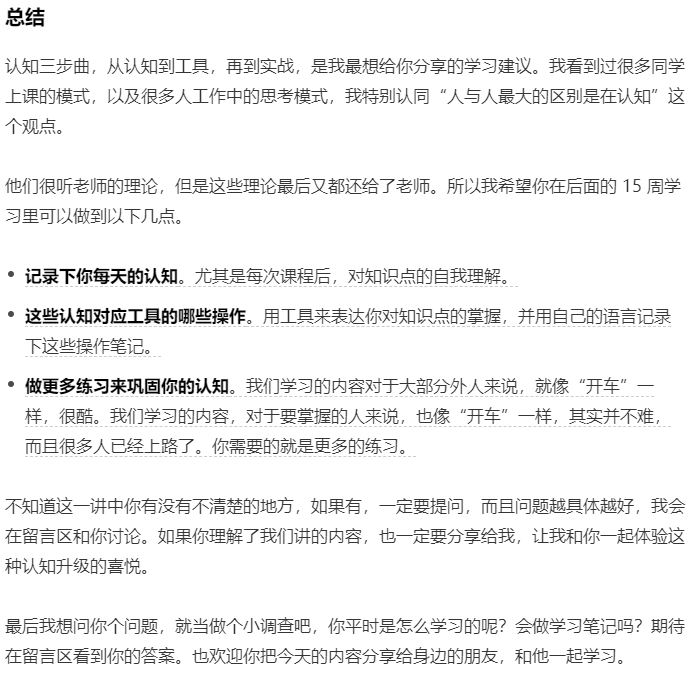 总结
认知三步曲，从认知到工具，再到实战，是我最想给你分享的学习建议。我看到过很多同学
上课的模式，以及很多人工作中的思考模式，我特别认同“人与人最大的区别是在认知”这
个观点。
他们很听老师的理论，但是这些理论最后又都还给了老师。所以我希望你在后面的 15 周学
习里可以做到以下几点。
• 记录下你每天的认知。尤其是每次课程后，对知识点的自我理解。
• 这些认知对应工具的哪些操作。用工具来表达你对知识点的掌握，并用自己的语言记录
下这些操作笔记。
• 做更多练习来巩固你的认知。我们学习的内容对于大部分外人来说，就像“开车”一
样，很酷。我们学习的内容，对于要掌握的人来说，也像“开车”一样，其实并不难，
而且很多人已经上路了。你需要的就是更多的练习。
不知道这一讲中你有没有不清楚的地方，如果有，一定要提问，而且问题越具体越好，我会
在留言区和你讨论。如果你理解了我们讲的内容，也一定要分享给我，让我和你一起体验这
种认知升级的喜悦。
最后我想问你个问题，就当做个小调查吧，你平时是怎么学习的呢？会做学习笔记吗？期待
在留言区看到你的答案。也欢迎你把今天的内容分享给身边的朋友，和他一起学习。